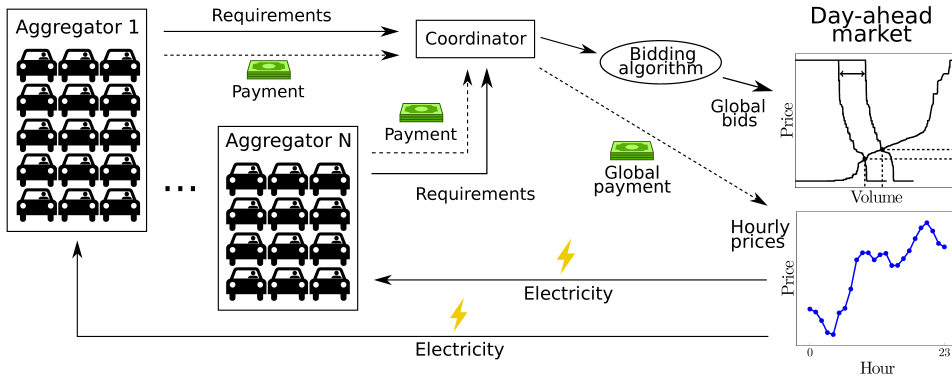 Aggregator 1
Requirements
Payment
Coordinator
Bidding
algorithm
Day-ahead
market
Global
bids
Price
Volume
Aggregator N
Payment
Requirements
...
Global
payment
Hourly
prices
Electricity
Electricity
Price
0
23
Hour